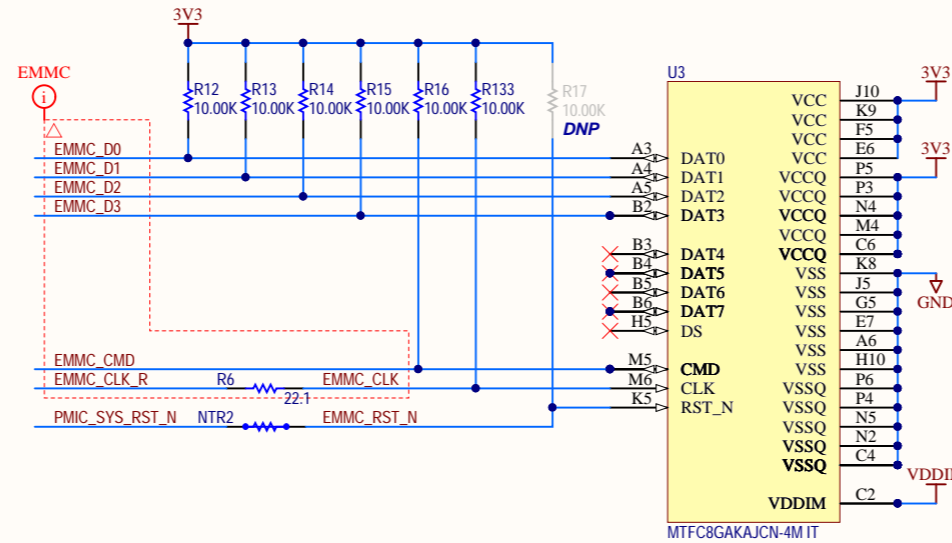 3V3
EMMC
i
R12
10.00K
R13
10.00K
R14
10.00K
R15
10.00K
R16
10.00K
R133
10.00K
R17
10.00K
DNP
EMMC_D0
EMMC_D1
EMMC_D2
EMMC_D3
EMMC_CMD
EMMC_CLK_R
R6
22.1
EMMC_CLK
PMIC_SYS_RST_N
NTR2
EMMC_RST_N
U3
A3 DAT0
A4 DAT1
A5 DAT2
B2 DAT3
B3 DAT4
B4 DAT5
B5 DAT6
B6 DAT7
H5 DS
M5 CMD
M6 CLK
K5 RST_N
VCC J10
VCC K9
VCC F5
VCC E6
VCCQ P5
VCCQ P3
VCCQ N4
VCCQ M4
VCCQ C6
VSS K8
VSS J5
VSS G5
VSS E7
VSS A6
VSS H10
VSSQ P6
VSSQ P4
VSSQ N5
VSSQ N2
VSSQ C4
VDDIM C2
3V3
3V3
GND
MTFC8GAKAJCN-4M IT